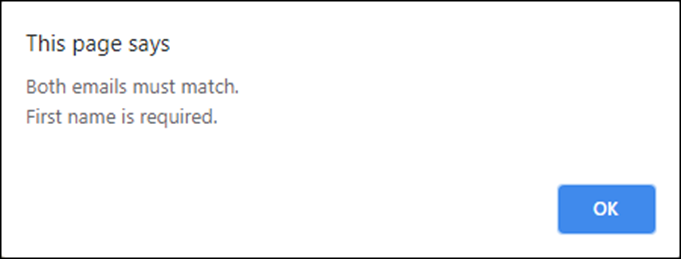 This page says
Both emails must match.
First name is required.
OK